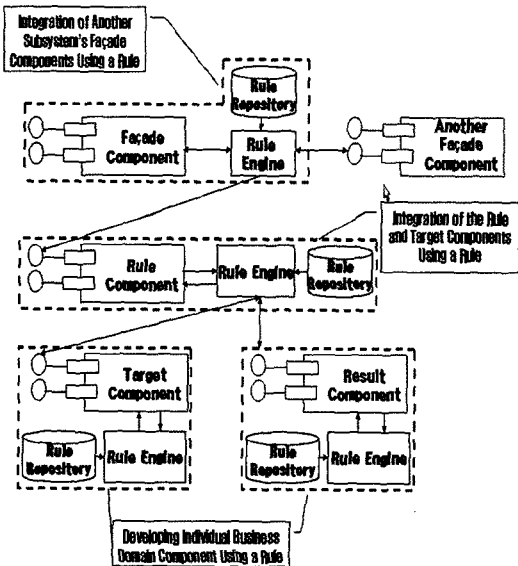 Integration of Another
Subsystem's Façade
Components Using a Rule
Rule
Repository
Façade
Component
Rule
Engine
Another
Façade
Component
Integration of the Rule
and Target Components
Using a Rule
Rule
Component
Rule Engine
Rule
Repository
Target
Component
Rule
Repository
Rule Engine
Result
Component
Rule
Repository
Rule Engine
Developing Individual Business
Domain Component Using a Rule